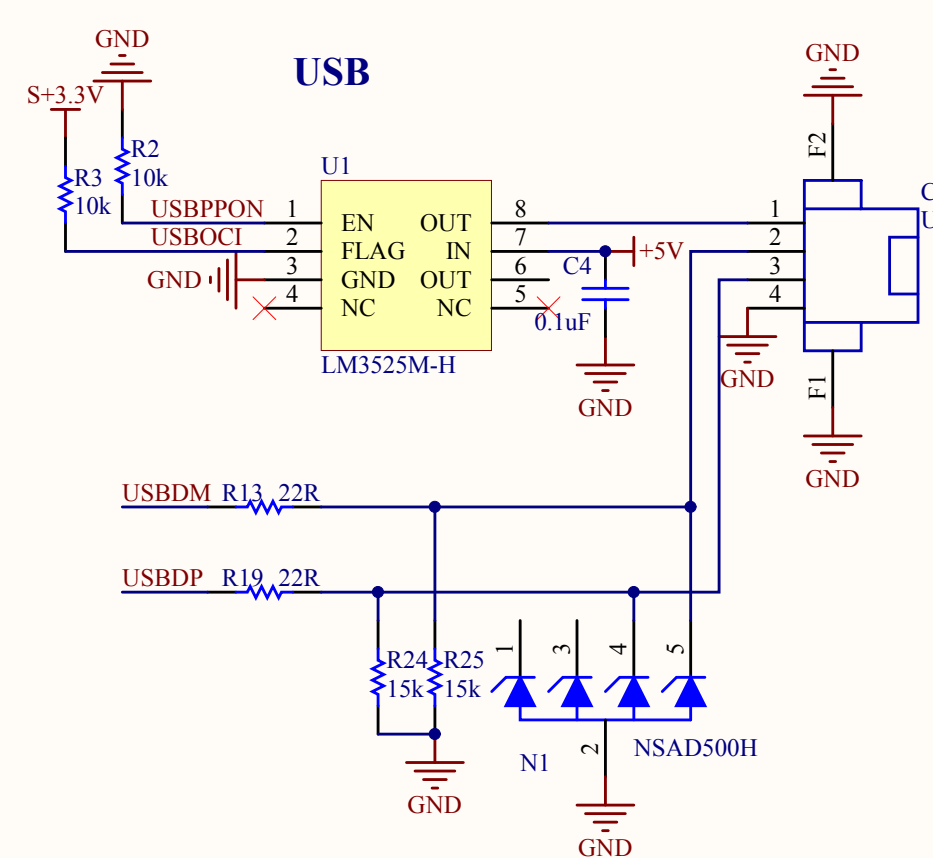 GND
USB
GND
S+3.3V
F2
R2
10k
U1
R3
10k
C
U
USBPPON
1
EN
OUT
8
1
USBOCI
2
FLAG
IN
7
+5V
2
GND
3
GND
OUT
6
C4
3
4
NC
NC
5
0.1uF
4
LM3525M-H
GND
F1
GND
GND
USBDM
R13
22R
USBDP
R19
22R
1
3
4
5
R24
15k
R25
15k
N1
2
NSAD500H
GND
GND